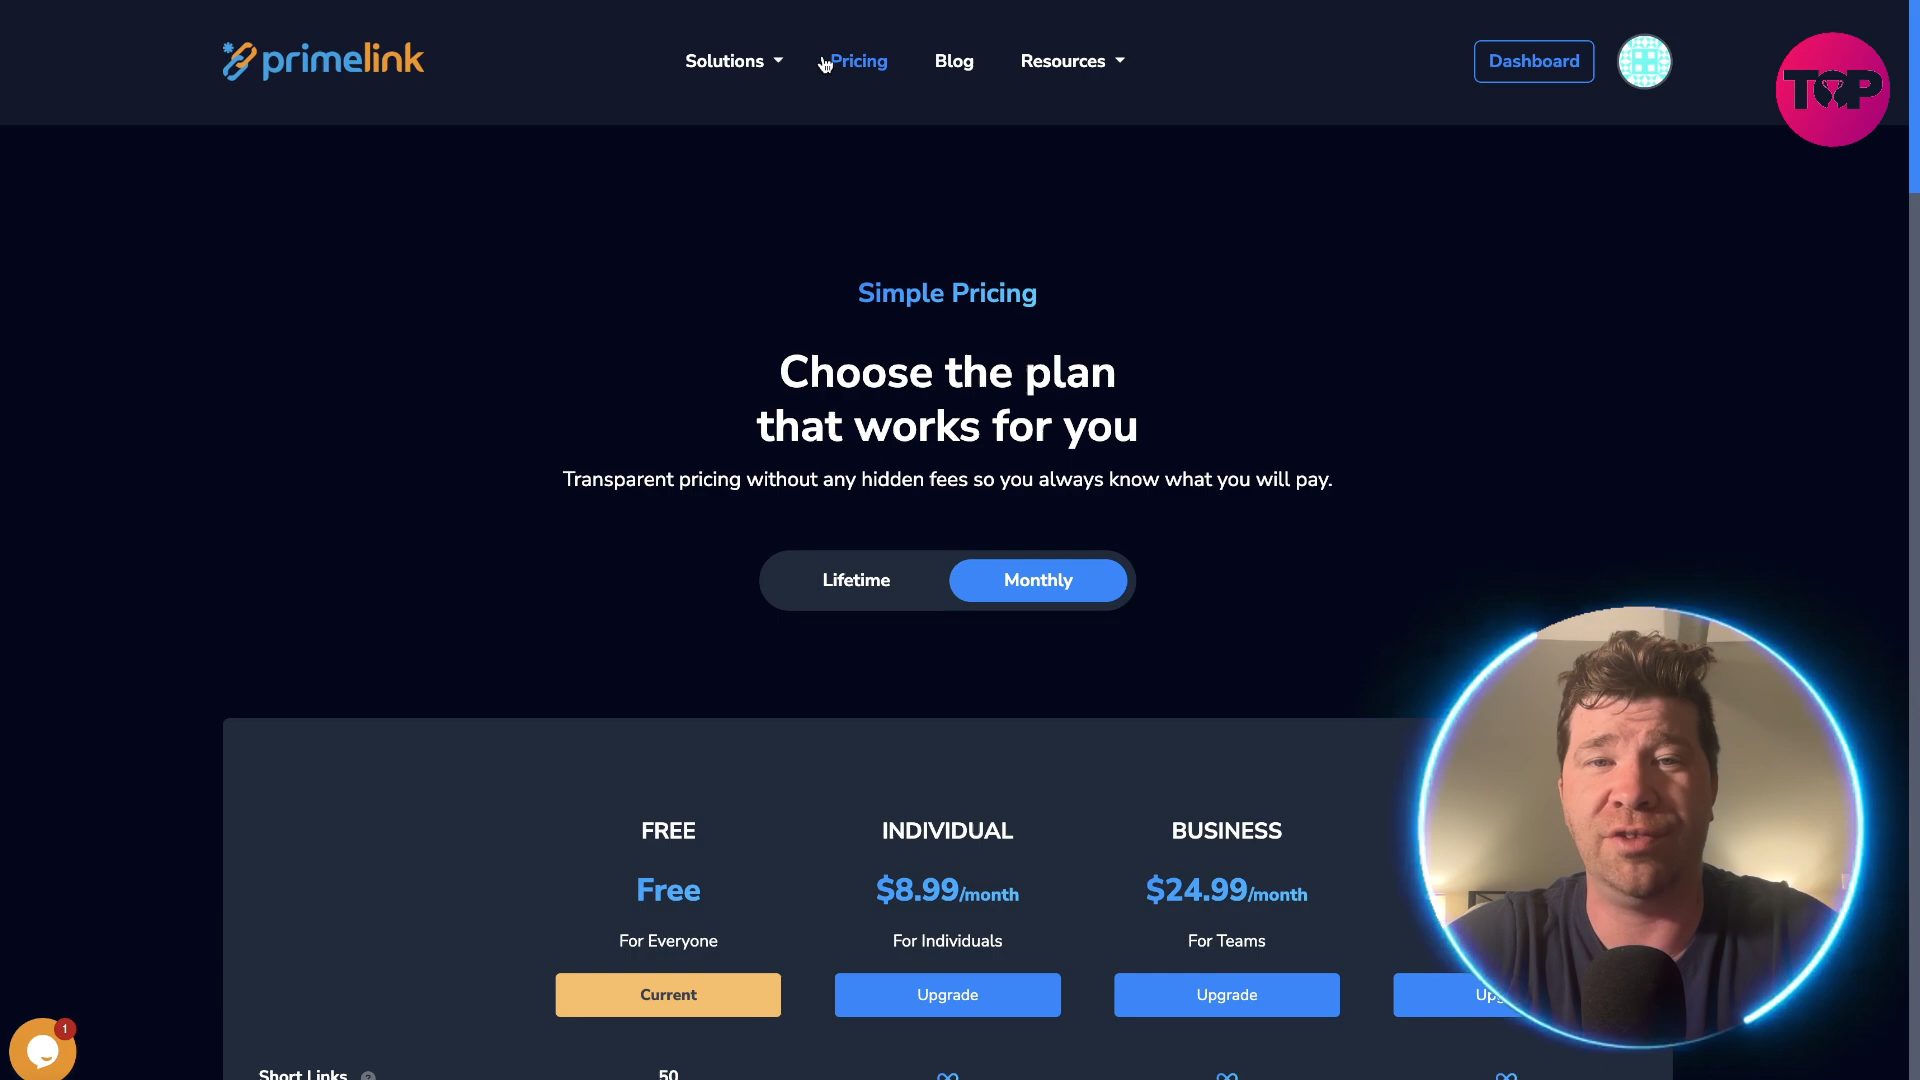 primelink
Solutions
Pricing
Blog
Resources
Dashboard
TOP
Simple Pricing
Choose the plan
that works for you
Transparent pricing without any hidden fees so you always know what you will pay.
Lifetime
Monthly
FREE
INDIVIDUAL
BUSINESS
Free
$8.99/month
$24.99/month
For Everyone
For Individuals
For Teams
Current
Upgrade
Upgrade
1
Short Links
?
50
∞
∞
∞